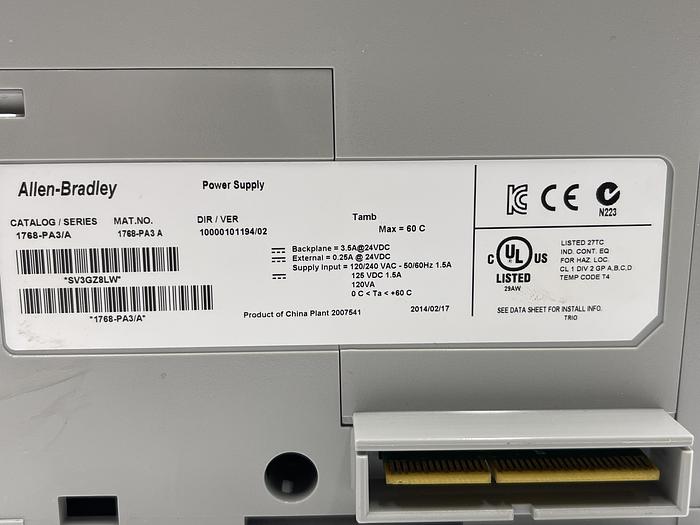 Allen-Bradley
Power Supply
CATALOG / SERIES MAT.NO. DIR / VER Tamb
1768-PA3/A 1768-PA3 A 10000101194/02 Max = 60 C
Backplane = 3.5A@24VDC
External = 0.25A @ 24VDC
Supply Input = 120/240 VAC - 50/60Hz 1.5A
125 VDC 1.5A
120VA
0 C < Ta < +60 C
*SV3GZ8LW*
*1768-PA3/A*
Product of China Plant 2007541 2014/02/17
CE
N223
C UL US
LISTED
29AW
LISTED 27TC
IND. CONT. EQ
FOR HAZ. LOC.
CL 1 DIV 2 GP A,B,C,D
TEMP CODE T4
SEE DATA SHEET FOR INSTALL INFO.
TRIO